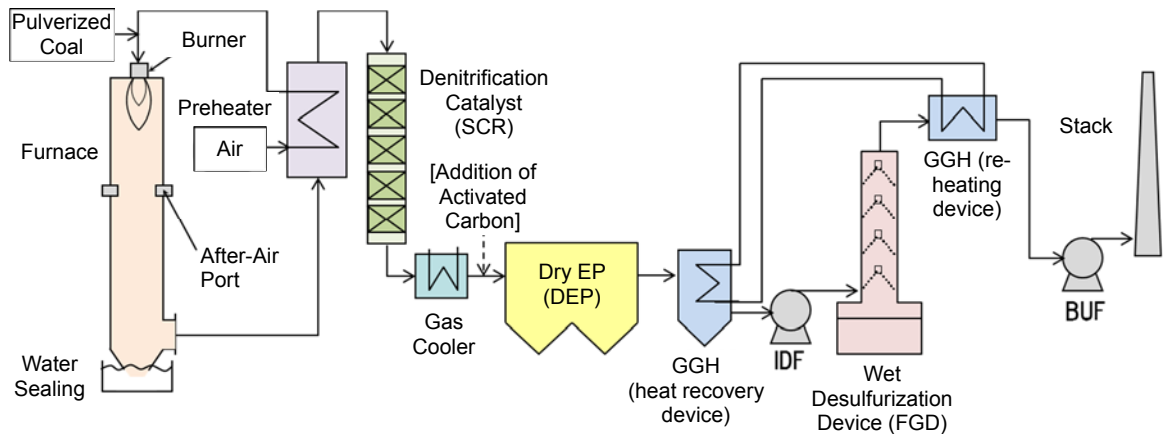 Pulverized
Coal
Burner
Preheater
Air
Furnace
After-Air
Port
Water
Sealing
Denitrification
Catalyst
(SCR)
[Addition of
Activated
Carbon]
Gas
Cooler
Dry EP
(DEP)
GGH
(heat recovery
device)
IDF
Wet
Desulfurization
Device (FGD)
GGH (re-
heating
device)
BUF
Stack